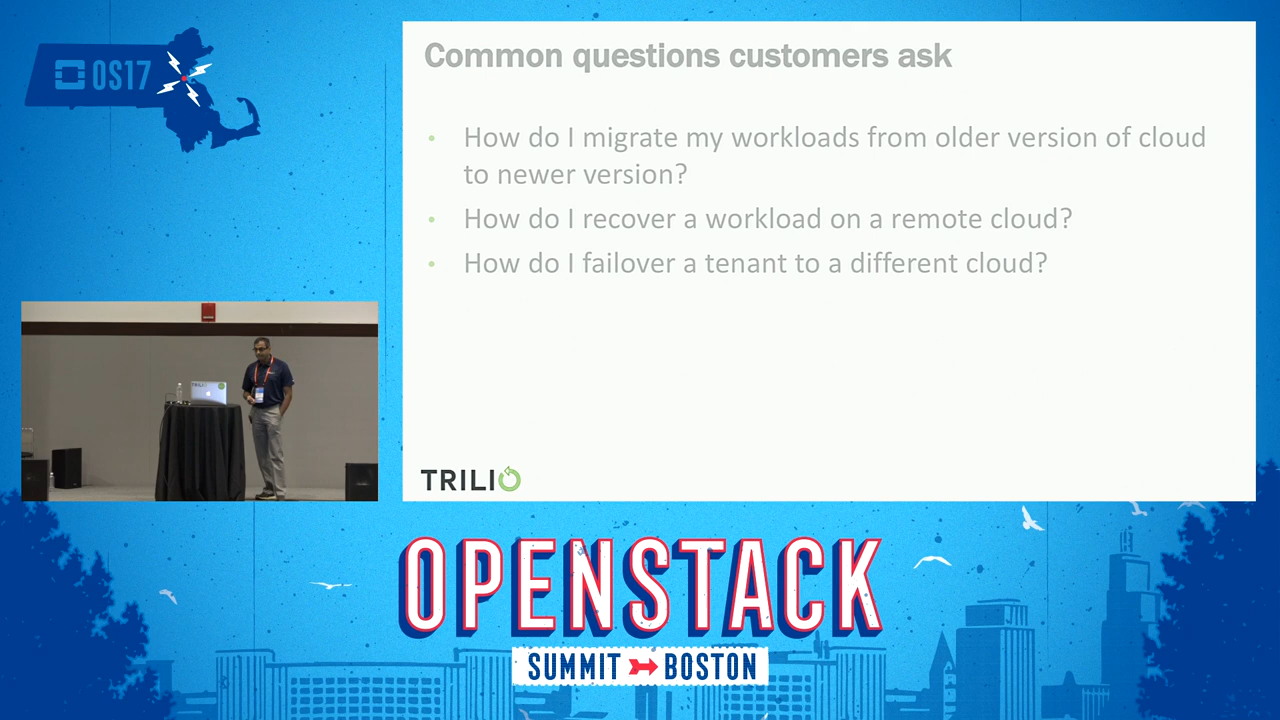 OS17
Common questions customers ask
• How do I migrate my workloads from older version of cloud
to newer version?
• How do I recover a workload on a remote cloud?
• How do I failover a tenant to a different cloud?
TRILIO
TRILIO
OPENSTACK
SUMMIT BOSTON